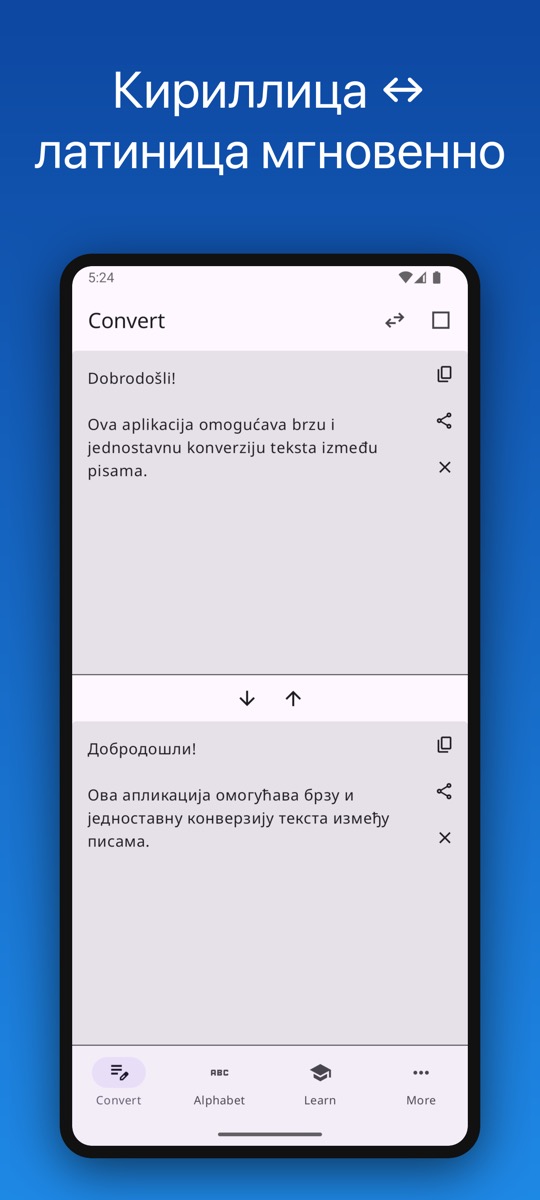 Кириллица ↔
латиница мгновенно
5:24
Convert
Dobrodošli!
Ova aplikacija omogućava brzu i
jednostavnu konverziju teksta između
pisama.
Добродошли!
Ова апликација омогућава брзу и
једноставну конверзију текста између
писама.
ABC
Convert
Alphabet
Learn
More